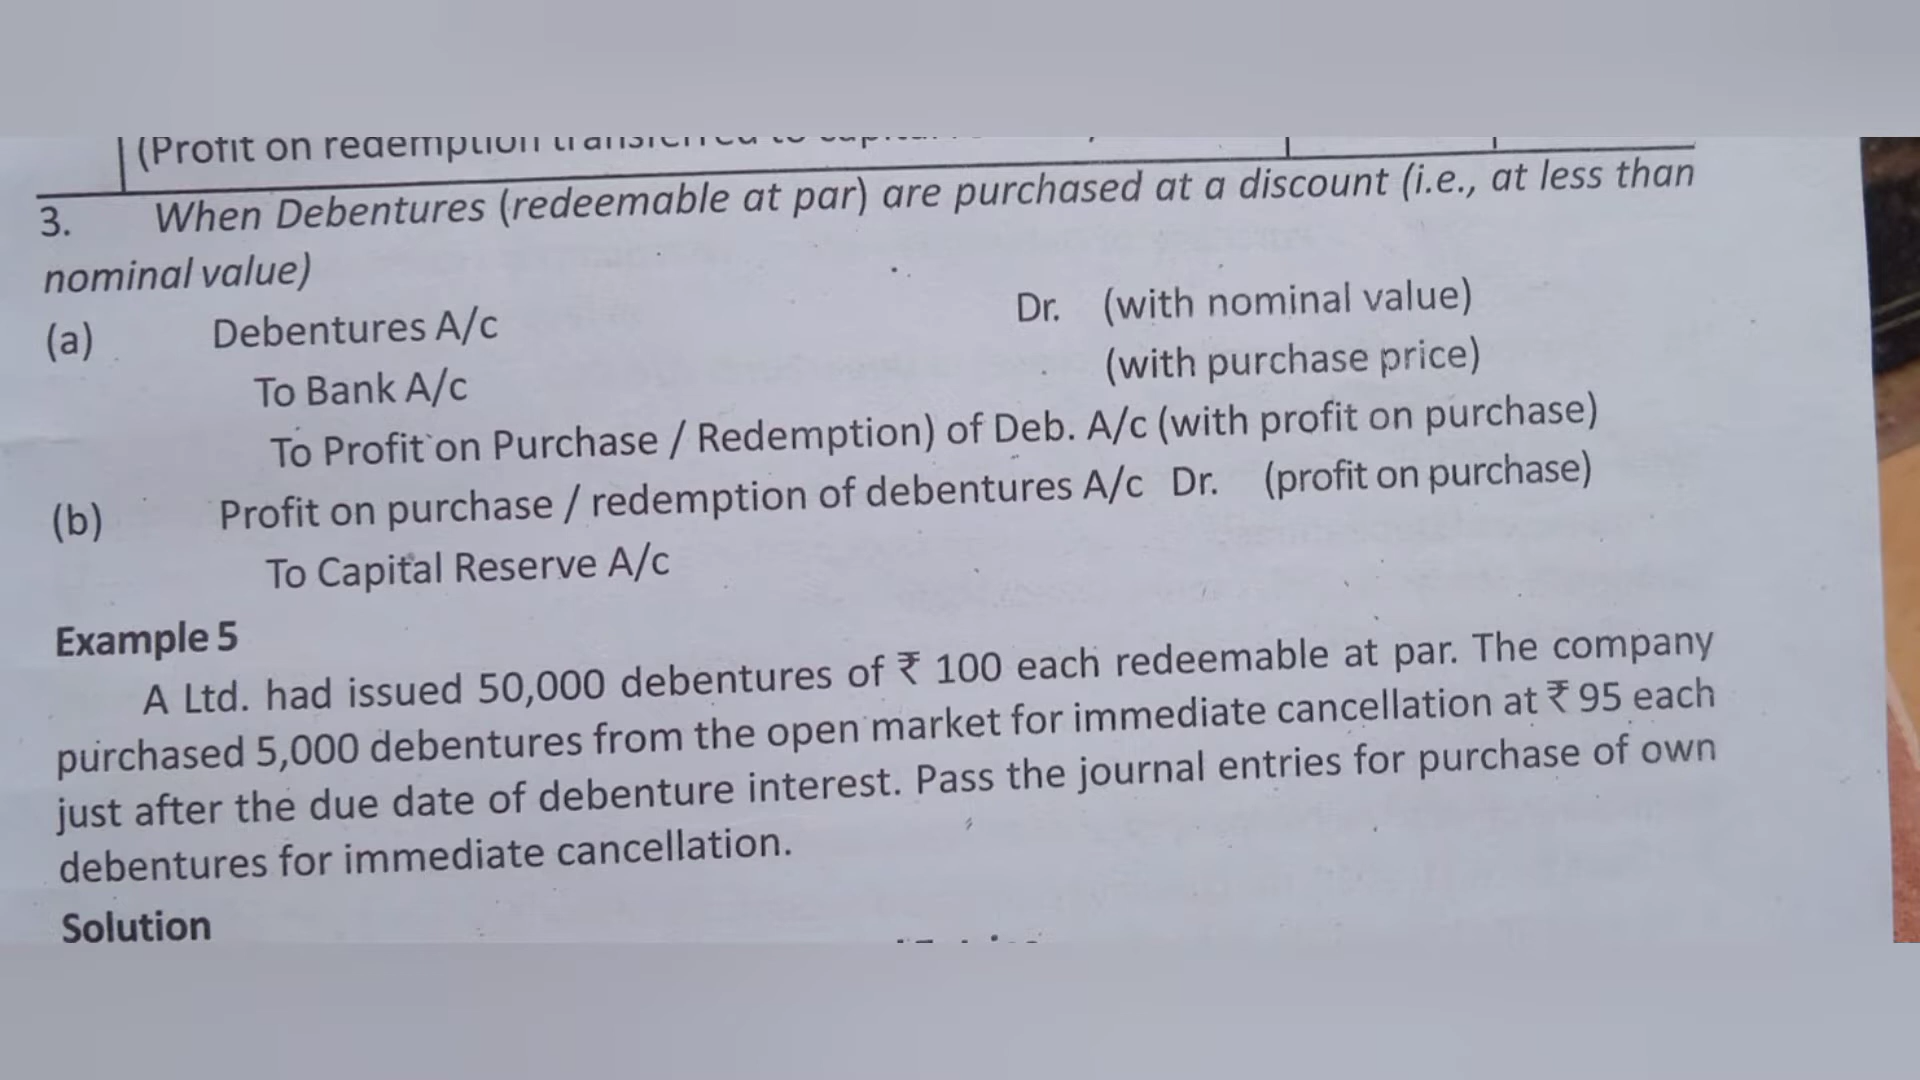 (Profit on redemption transferred to
3. When Debentures (redeemable at par) are purchased at a discount (i.e., at less than
nominal value)
(a) Debentures A/c Dr. (with nominal value)
To Bank A/c (with purchase price)
To Profit on Purchase / Redemption) of Deb. A/c (with profit on purchase)
(b) Profit on purchase / redemption of debentures A/c Dr. (profit on purchase)
To Capital Reserve A/c
Example 5
A Ltd. had issued 50,000 debentures of ₹ 100 each redeemable at par. The company
purchased 5,000 debentures from the open market for immediate cancellation at ₹ 95 each
just after the due date of debenture interest. Pass the journal entries for purchase of own
debentures for immediate cancellation.
Solution